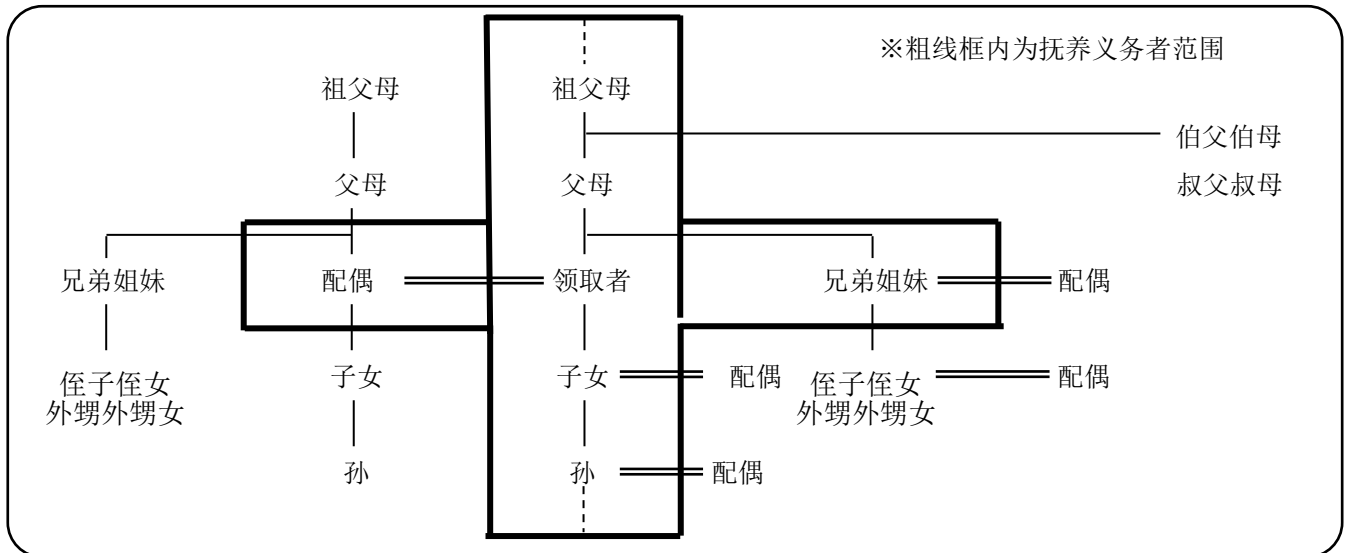 ※粗线框内为抚养义务者范围
祖父母
祖父母
伯父伯母
父母
父母
叔父叔母
兄弟姐妹
配偶
领取者
兄弟姐妹
配偶
侄子侄女
外甥外甥女
子女
子女
配偶
侄子侄女
外甥外甥女
配偶
孙
孙
配偶